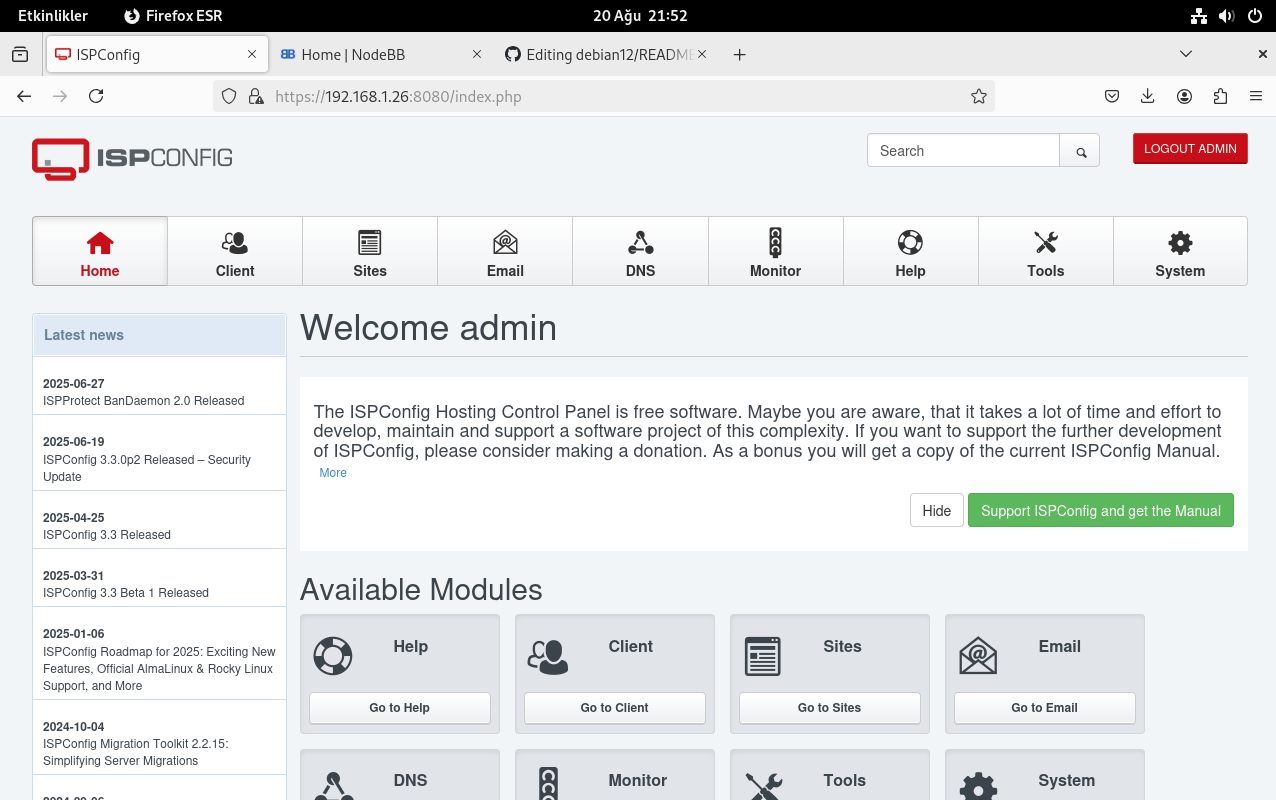 Etkinlikler
Firefox ESR
20 Ağu 21:52
ISPConfig
Home | NodeBB
Editing debian12/README
https://192.168.1.26:8080/index.php
ISPCONFIG
Search
LOGOUT ADMIN
Home
Client
Sites
Email
DNS
Monitor
Help
Tools
System
Latest news
2025-06-27
ISPProtect BanDaemon 2.0 Released
2025-06-19
ISPConfig 3.3.0p2 Released – Security
Update
2025-04-25
ISPConfig 3.3 Released
2025-03-31
ISPConfig 3.3 Beta 1 Released
2025-01-06
ISPConfig Roadmap for 2025: Exciting New
Features, Official AlmaLinux & Rocky Linux
Support, and More
2024-10-04
ISPConfig Migration Toolkit 2.2.15:
Simplifying Server Migrations
Welcome admin
The ISPConfig Hosting Control Panel is free software. Maybe you are aware, that it takes a lot of time and effort to
develop, maintain and support a software project of this complexity. If you want to support the further development
of ISPConfig, please consider making a donation. As a bonus you will get a copy of the current ISPConfig Manual.
More
Hide
Support ISPConfig and get the Manual
Available Modules
Help
Go to Help
Client
Go to Client
Sites
Go to Sites
Email
Go to Email
DNS
Monitor
Tools
System